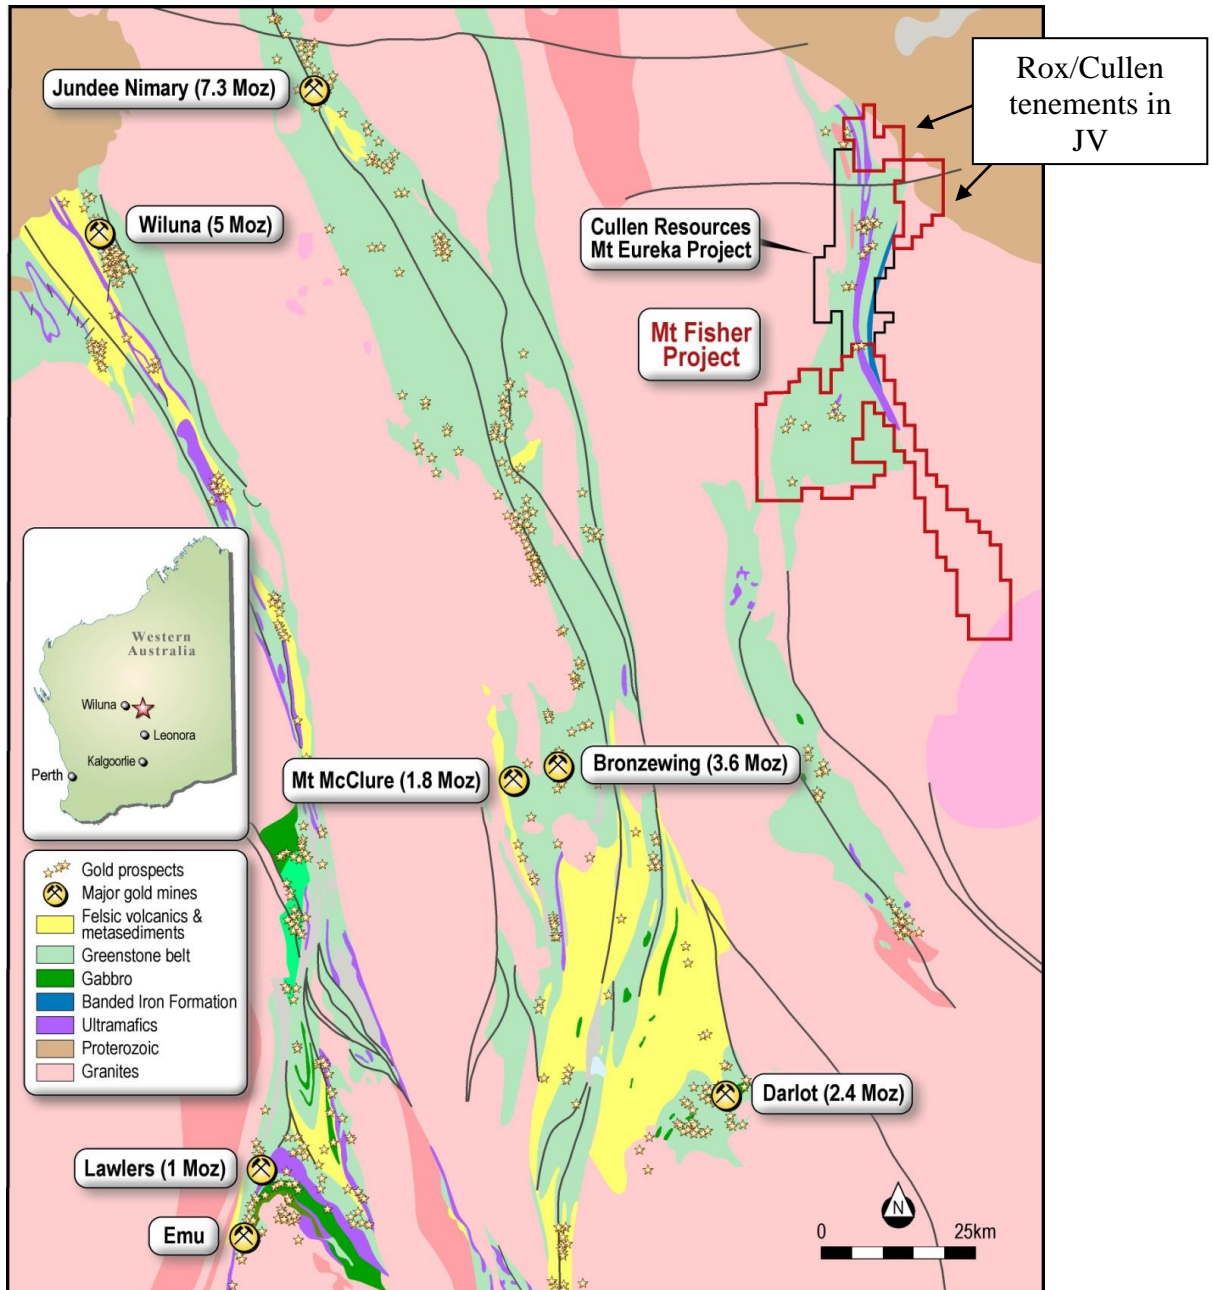 Jundee Nimary (7.3 Moz)
Rox/Cullen
tenements in
JV
Wiluna (5 Moz)
Cullen Resources
Mt Eureka Project
Mt Fisher
Project
Western
Australia
Wiluna
Leonora
Kalgoorlie
Perth
Mt McClure (1.8 Moz)
Bronzewing (3.6 Moz)
Gold prospects
Major gold mines
Felsic volcanics &
metasediments
Greenstone belt
Gabbro
Banded Iron Formation
Ultramafics
Proterozoic
Granites
Darlot (2.4 Moz)
Lawlers (1 Moz)
Emu
N
0 25km